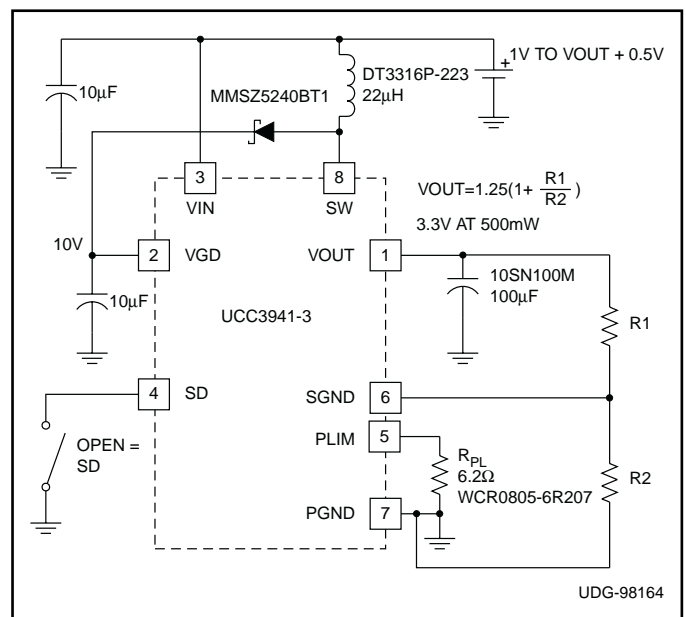 1V TO VOUT + 0.5V
+
DT3316P-223
22μH
10μF
MMSZ5240BT1
3
VIN
8
SW
VOUT=1.25(1+ R1/R2 )
3.3V AT 500mW
10V
2
VGD
VOUT
1
10μF
10SN100M
100μF
UCC3941-3
R1
4
SD
SGND
6
OPEN =
SD
PLIM
5
RPL
6.2Ω
WCR0805-6R207
R2
PGND
7
UDG-98164